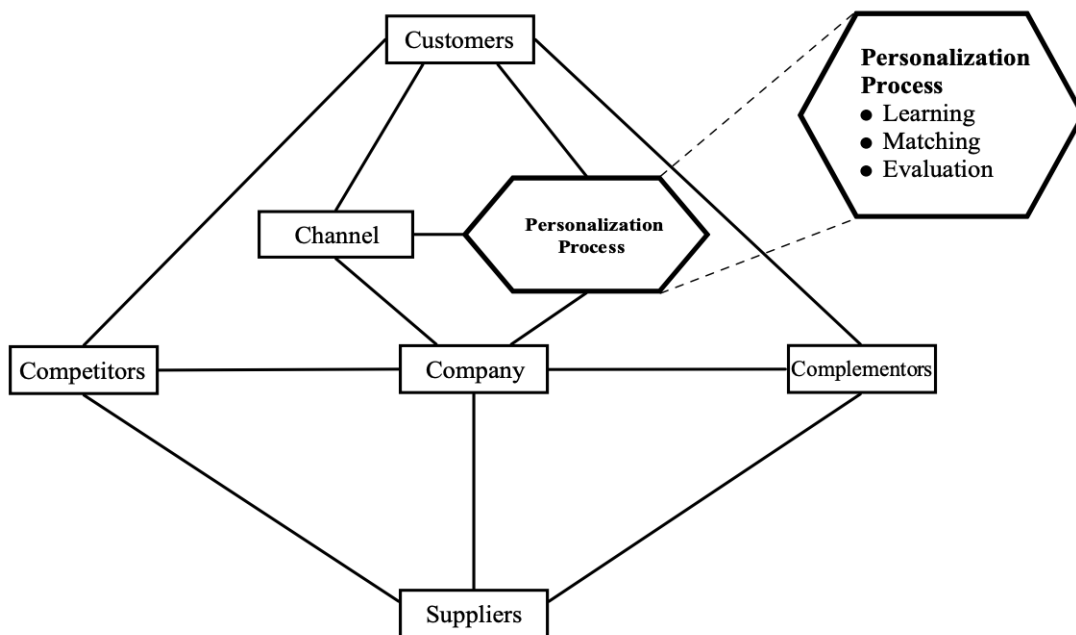 Customers
Personalization
Process
● Learning
● Matching
● Evaluation
Channel
Personalization
Process
Competitors
Company
Complementors
Suppliers